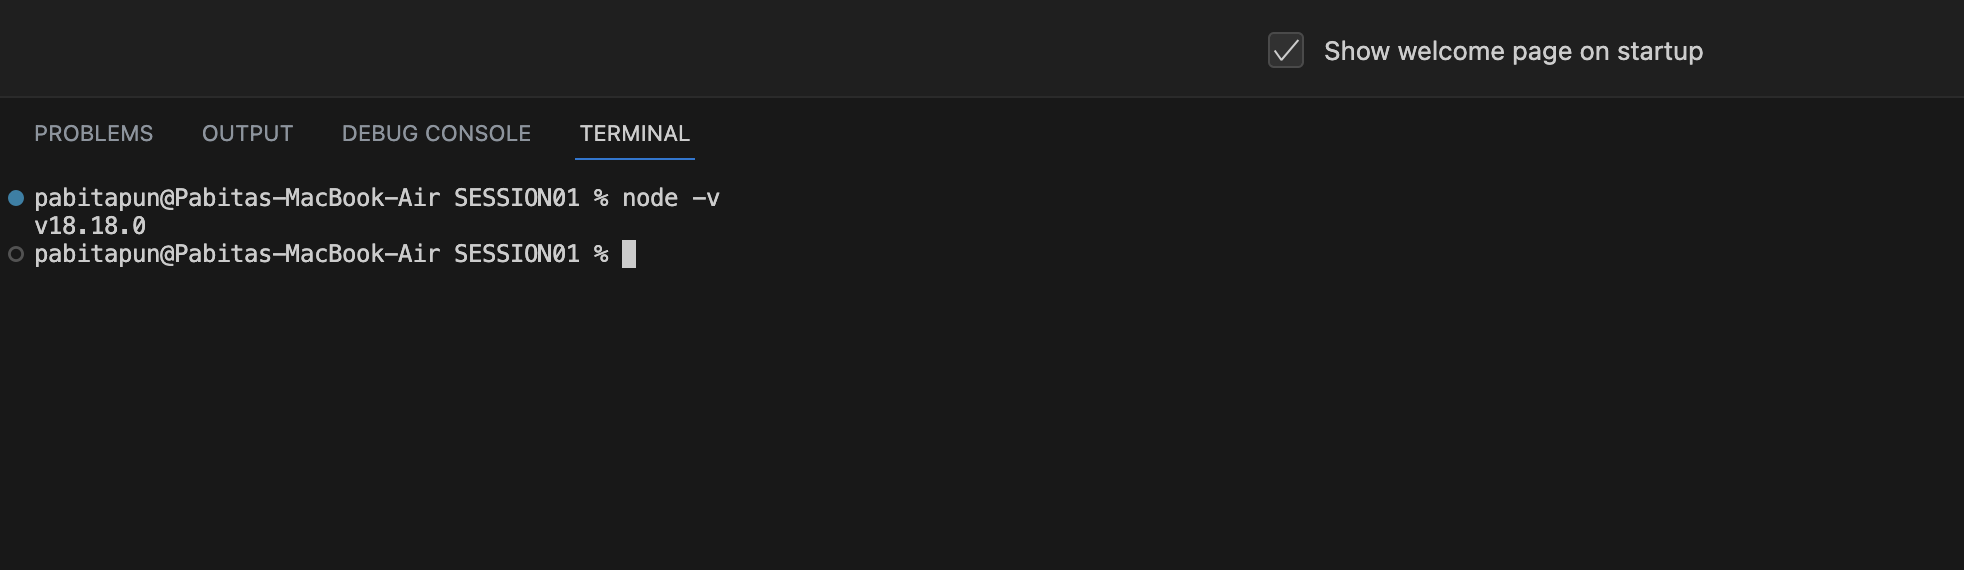 Show welcome page on startup
PROBLEMS OUTPUT DEBUG CONSOLE TERMINAL
pabitapun@Pabitas-MacBook-Air SESSION01 % node -v
v18.18.0
pabitapun@Pabitas-MacBook-Air SESSION01 %